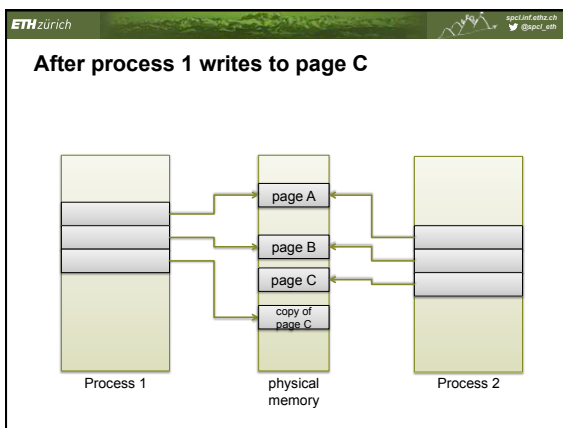 ETH zürich
spcl.inf.ethz.ch
@spcl_eth
After process 1 writes to page C
page A
page B
page C
copy of
page C
Process 1
physical
memory
Process 2